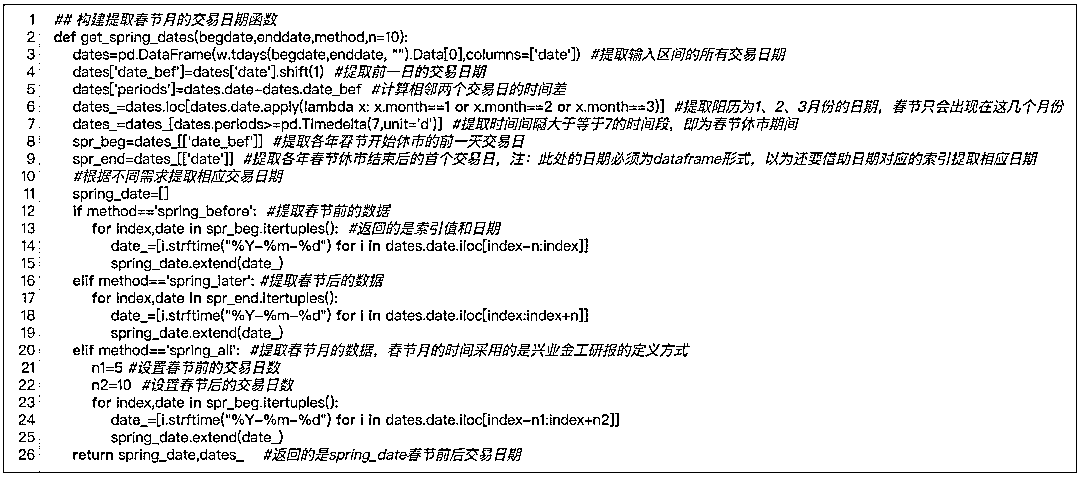 1 ## 构建提取春节月的交易日期函数
2 def get_spring_dates(begdate,enddate,method,n=10):
3 dates=pd.DataFrame(w.tdays(begdate,enddate, "").Data[0],columns=['date']) #提取输入区间的所有交易日期
4 dates['date_bef']=dates['date'].shift(1) #提取前一日的交易日期
5 dates['periods']=dates.date-dates.date_bef #计算相邻两个交易日的时间差
6 dates_=dates.loc[dates.date.apply(lambda x: x.month==1 or x.month==2 or x.month==3)] #提取阳历为1、2、3月份的日期，春节只会出现在这几个月份
7 dates_=dates_[dates.periods>=pd.Timedelta(7,unit='d')] #提取时间间隔大于等于7的时间段，即为春节休市期间
8 spr_beg=dates_[['date_bef']] #提取各年春节开始休市的前一天交易日
9 spr_end=dates_[['date']] #提取各年春节休市结束后的首个交易日，注：此处的日期必须为dataframe形式，以为还要借助日期对应的索引提取相应日期
10 #根据不同需求提取相应交易日期
11 spring_date=[]
12 if method=='spring_before': #提取春节前的数据
13 for index,date in spr_beg.itertuples(): #返回的是索引值和日期
14 date_=[i.strftime("%Y-%m-%d") for i in dates.date.iloc[index-n:index]]
15 spring_date.extend(date_)
16 elif method=='spring_later': #提取春节后的数据
17 for index,date in spr_end.itertuples():
18 date_=[i.strftime("%Y-%m-%d") for i in dates.date.iloc[index:index+n]]
19 spring_date.extend(date_)
20 elif method=='spring_all': #提取春节月的数据，春节月的时间采用的是兴业金工研报的定义方式
21 n1=5 #设置春节前的交易日数
22 n2=10 #设置春节后的交易日数
23 for index,date in spr_beg.itertuples():
24 date_=[i.strftime("%Y-%m-%d") for i in dates.date.iloc[index-n1:index+n2]]
25 spring_date.extend(date_)
26 return spring_date,dates_ #返回的是spring_date春节前后交易日期